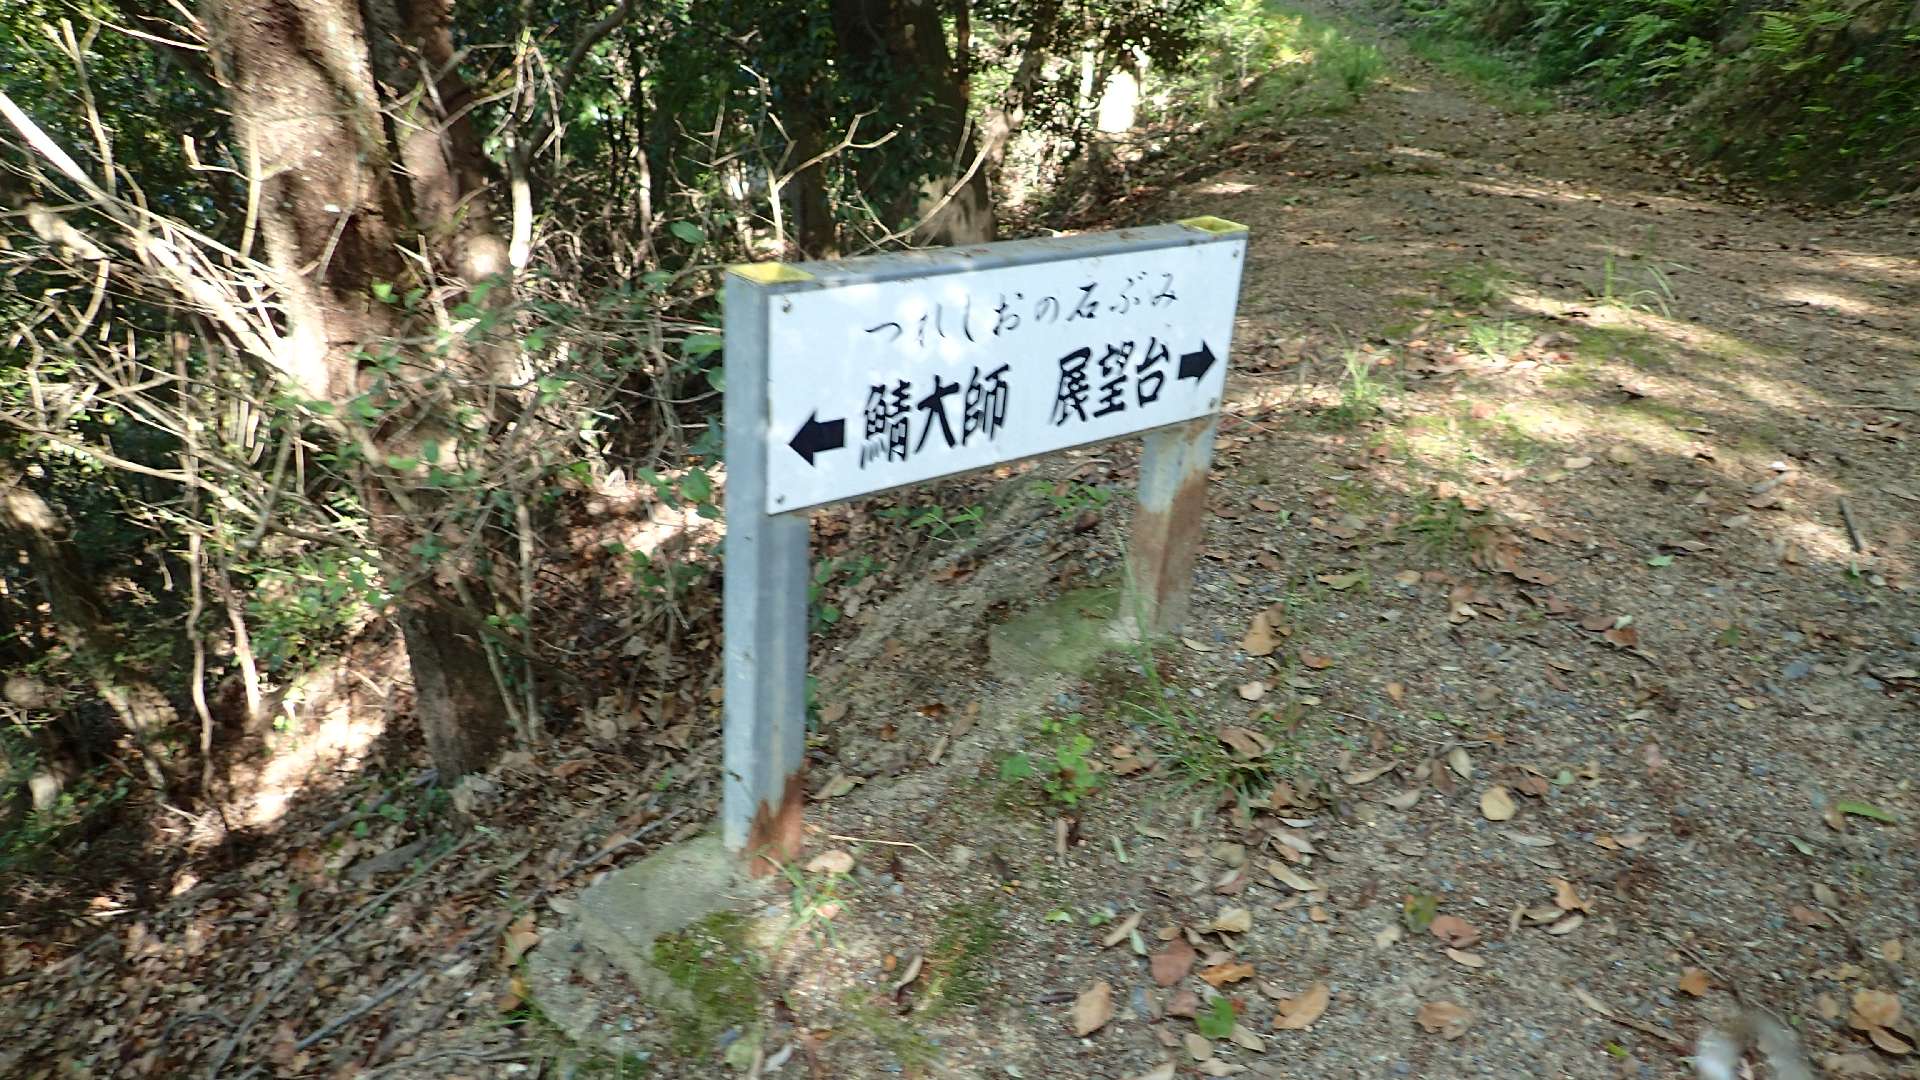 つれしおの石ぶみ
← 鯖大師 展望台 →